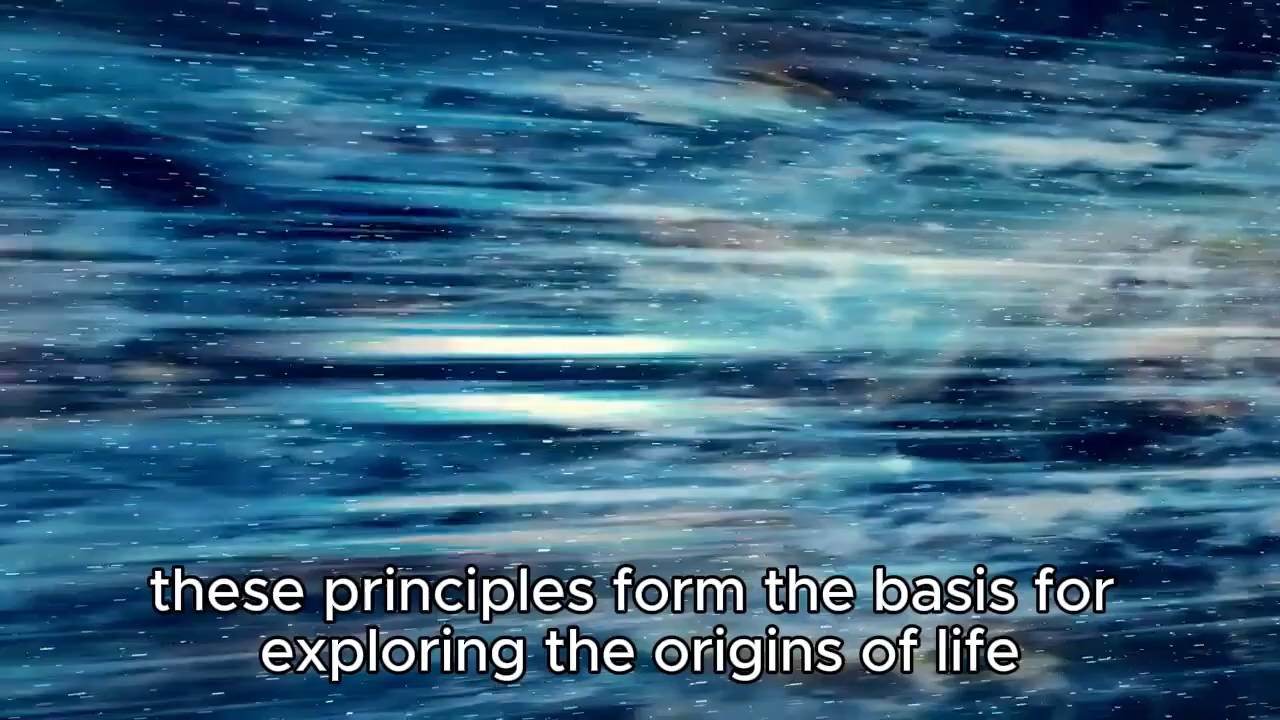 these principles form the basis for
exploring the origins of life